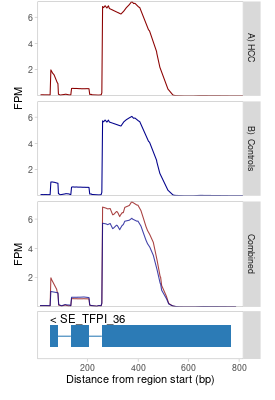 6
4
2
A) HCC
FPM
6
4
2
B) Controls
6
4
2
Combined
FPM
< SE_TFPI_36
200 400 600 800
Distance from region start (bp)